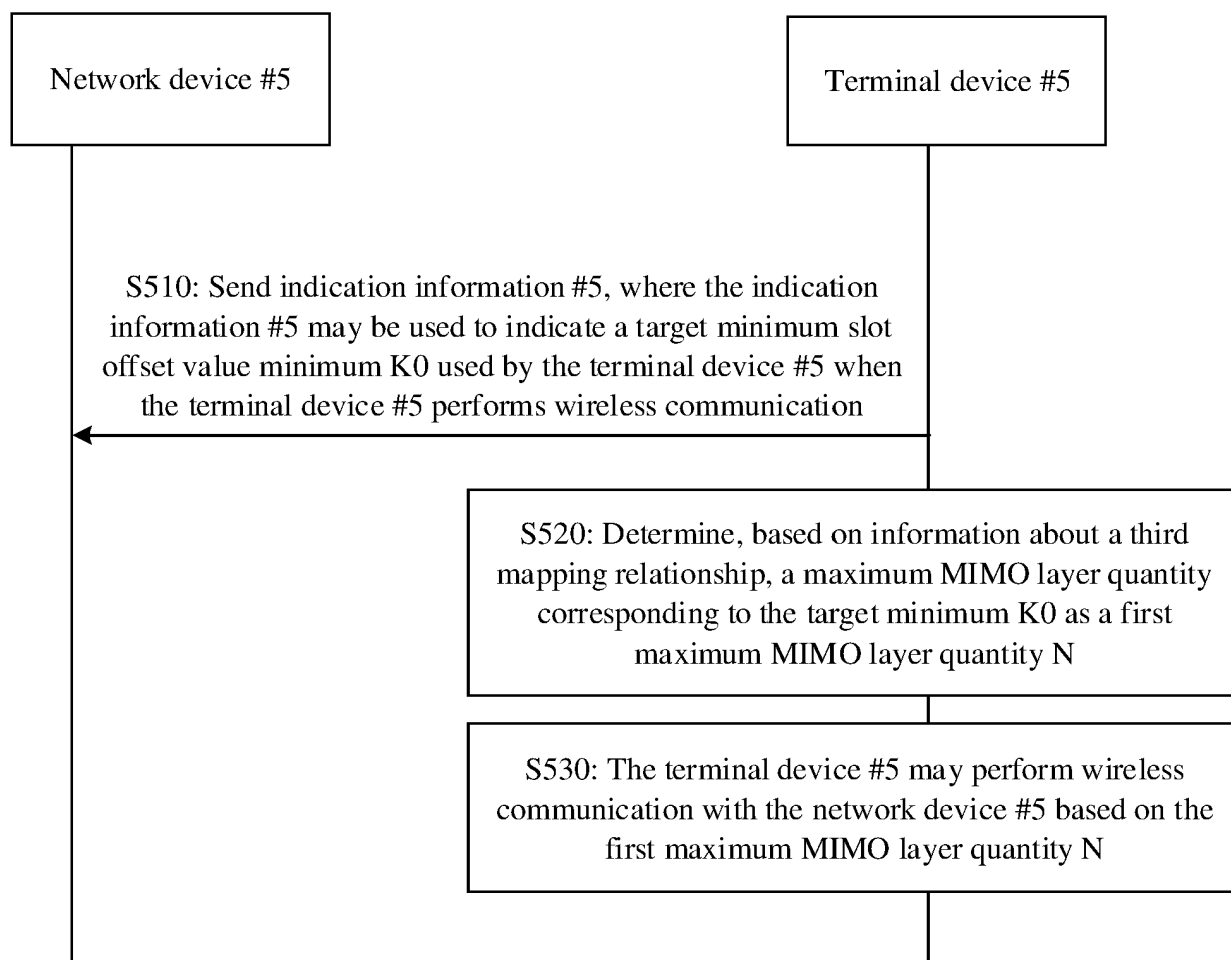 Network device #5
Terminal device #5
S510: Send indication information #5, where the indication
information #5 may be used to indicate a target minimum slot
offset value minimum K0 used by the terminal device #5 when
the terminal device #5 performs wireless communication
S520: Determine, based on information about a third
mapping relationship, a maximum MIMO layer quantity
corresponding to the target minimum K0 as a first
maximum MIMO layer quantity N
S530: The terminal device #5 may perform wireless
communication with the network device #5 based on the
first maximum MIMO layer quantity N